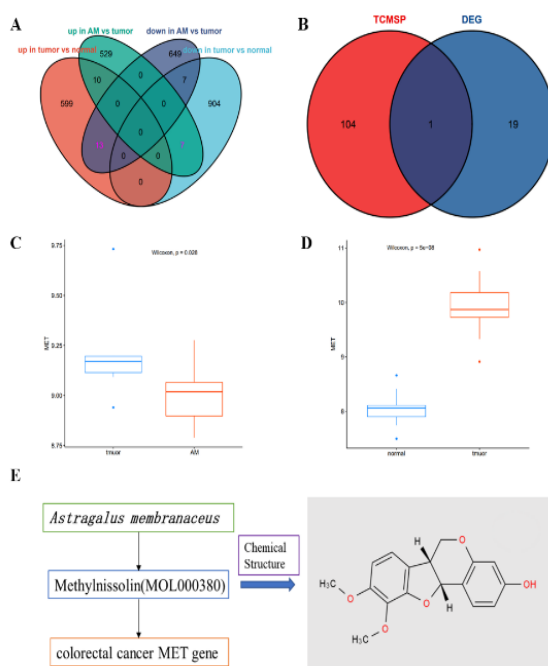 A
up in AM vs tumor
down in AM vs tumor
up in tumor vs normal
down in tumor vs normal
529
649
10
0
7
599
0
0
904
0
7
0
0
0
B
TCMSP
DEG
104
1
19
C
Wilcoxon, p = 0.028
9.75
9.50
9.25
9.00
8.75
MET
tmuor
AM
D
Wilcoxon, p = 5e-08
11
10
9
8
MET
normal
tmuor
E
Astragalus membranaceus
Methylnissolin(MOL000380)
colorectal cancer MET gene
Chemical
Structure
H
O
OH
H
O
H₃C
O
O
H₃C